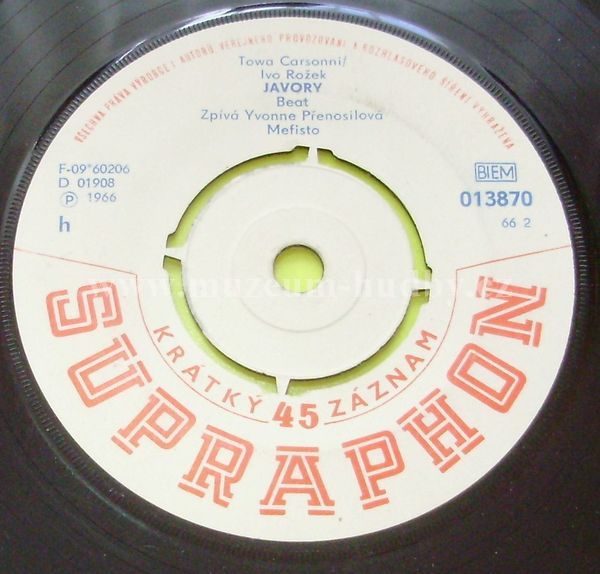 VŠECHNA PRÁVA VÝROBCE I AUTORŮ VEŘEJNÉHO PROVOZOVÁNÍ A ROZHLASOVÉHO ŠÍŘENÍ VYHRAŽENA
Towa Carsonni/
Ivo Rožek
JAVORY
Beat
Zpívá Yvonne Přenosilová
Mefisto
F-09*60206
D 01908
Ⓟ 1966
h
BIEM
013870
66 2
www.muzeum-hudby.cz
KRÁTKÝ 45 ZÁZNAM
SUPRAPHON